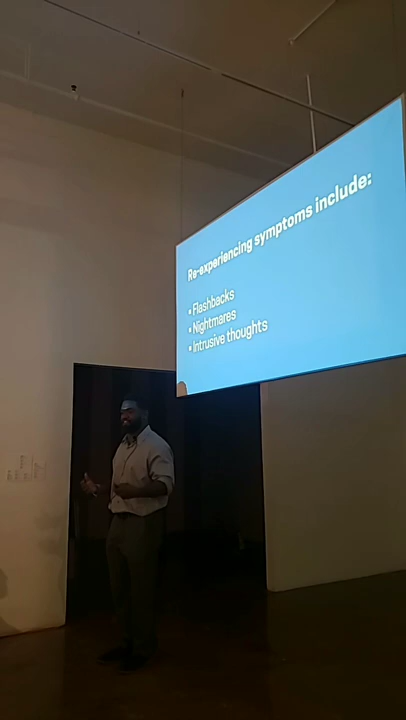 Re-experiencing symptoms include:
• Flashbacks
• Nightmares
• Intrusive thoughts